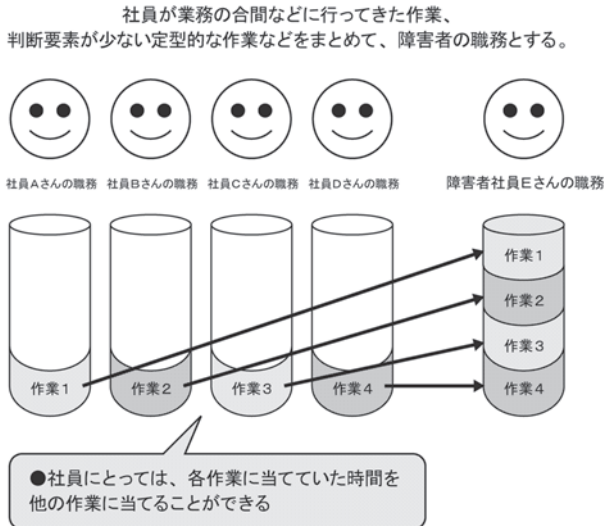 社員が業務の合間などに行ってきた作業、
判断要素が少ない定型的な作業などをまとめて、障害者の職務とする。
社員Aさんの職務 社員Bさんの職務 社員Cさんの職務 社員Dさんの職務 障害者社員Eさんの職務
作業1
作業2
作業3
作業4
作業1 作業2 作業3 作業4
●社員にとっては、各作業に当てていた時間を
他の作業に当てることができる